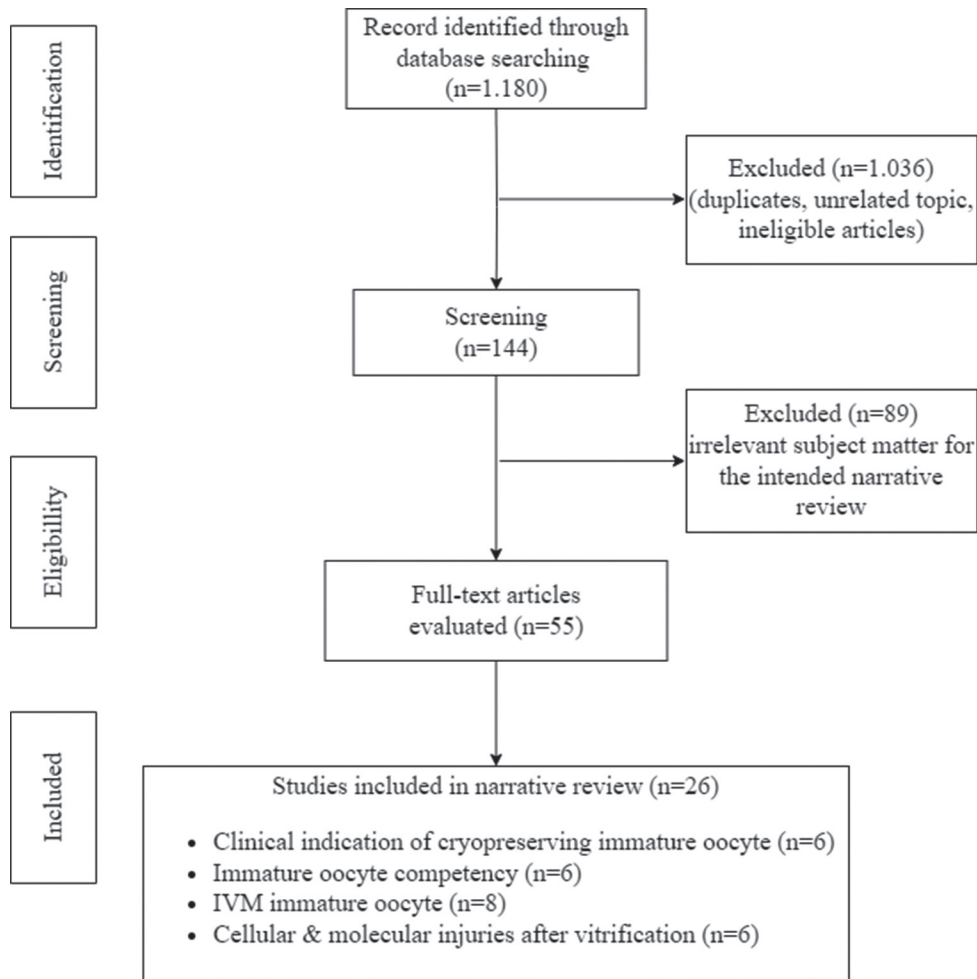 Identification
Record identified through
database searching
(n=1.180)
Excluded (n=1.036)
(duplicates, unrelated topic,
ineligible articles)
Screening
Screening
(n=144)
Excluded (n=89)
irrelevant subject matter for
the intended narrative
review
Eligibillity
Full-text articles
evaluated (n=55)
Included
Studies included in narrative review (n=26)
• Clinical indication of cryopreserving immature oocyte (n=6)
• Immature oocyte competency (n=6)
• IVM immature oocyte (n=8)
• Cellular & molecular injuries after vitrification (n=6)